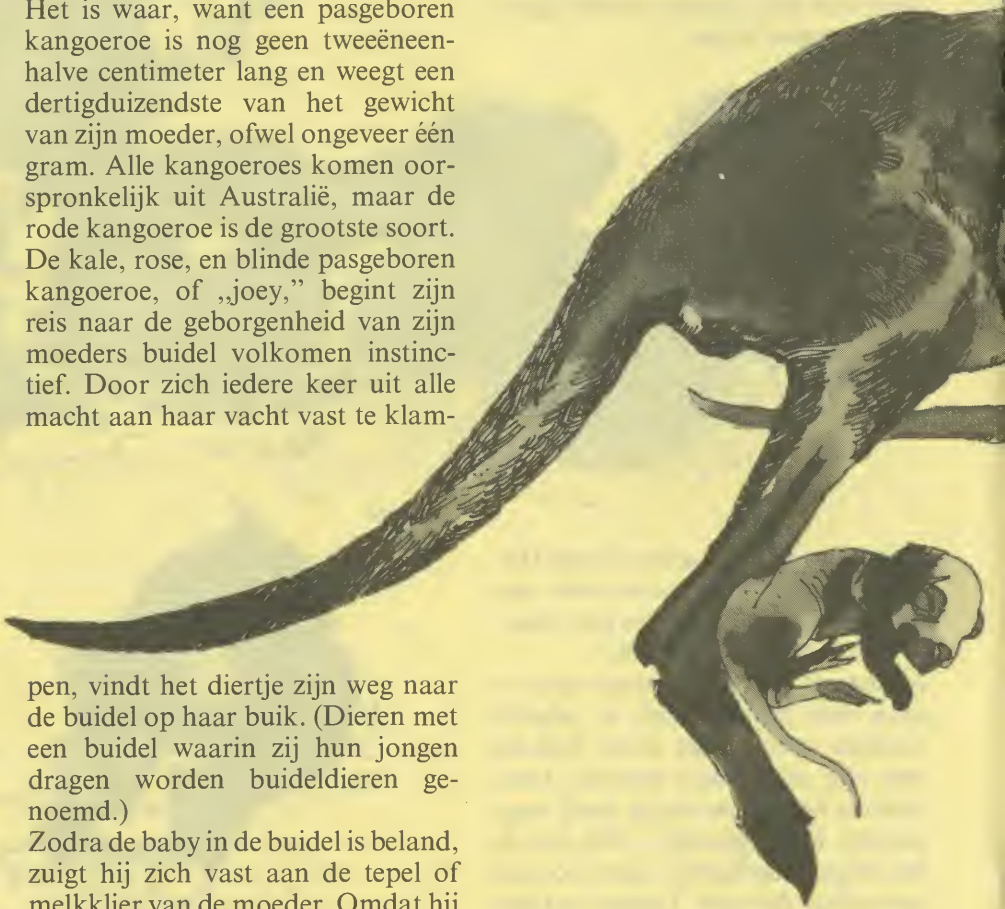 Het is waar, want een pasgeboren
kangoeroe is nog geen tweeëneen-
halve centimeter lang en weegt een
dertigduizendste van het gewicht
van zijn moeder, ofwel ongeveer één
gram. Alle kangoeroes komen oor-
spronkelijk uit Australië, maar de
rode kangoeroe is de grootste soort.
De kale, rose, en blinde pasgeboren
kangoeroe, of „joey,” begint zijn
reis naar de geborgenheid van zijn
moeders buidel volkomen instinc-
tief. Door zich iedere keer uit alle
macht aan haar vacht vast te klam-
pen, vindt het diertje zijn weg naar
de buidel op haar buik. (Dieren met
een buidel waarin zij hun jongen
dragen worden buideldieren ge-
noemd.)
Zodra de baby in de buidel is beland,
zuigt hij zich vast aan de tepel of
melkklier van de moeder. Omdat hij